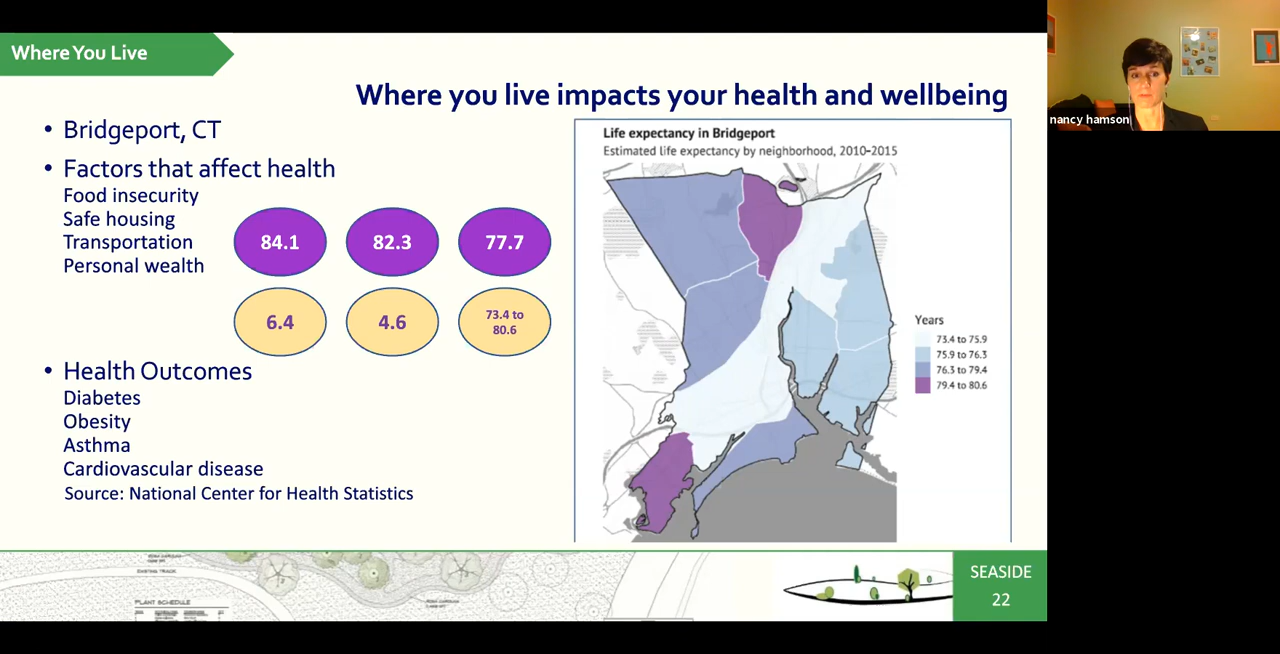 Where You Live
Where you live impacts your health and wellbeing
nancy hamson
• Bridgeport, CT
• Factors that affect health
Food insecurity
Safe housing
Transportation
Personal wealth
84.1
82.3
77.7
6.4
4.6
73.4 to
80.6
• Health Outcomes
Diabetes
Obesity
Asthma
Cardiovascular disease
Source: National Center for Health Statistics
Life expectancy in Bridgeport
Estimated life expectancy by neighborhood, 2010-2015
Years
73.4 to 75.9
75.9 to 76.3
76.3 to 79.4
79.4 to 80.6
EXISTING TRACK
PLANT SCHEDULE
SEASIDE
22